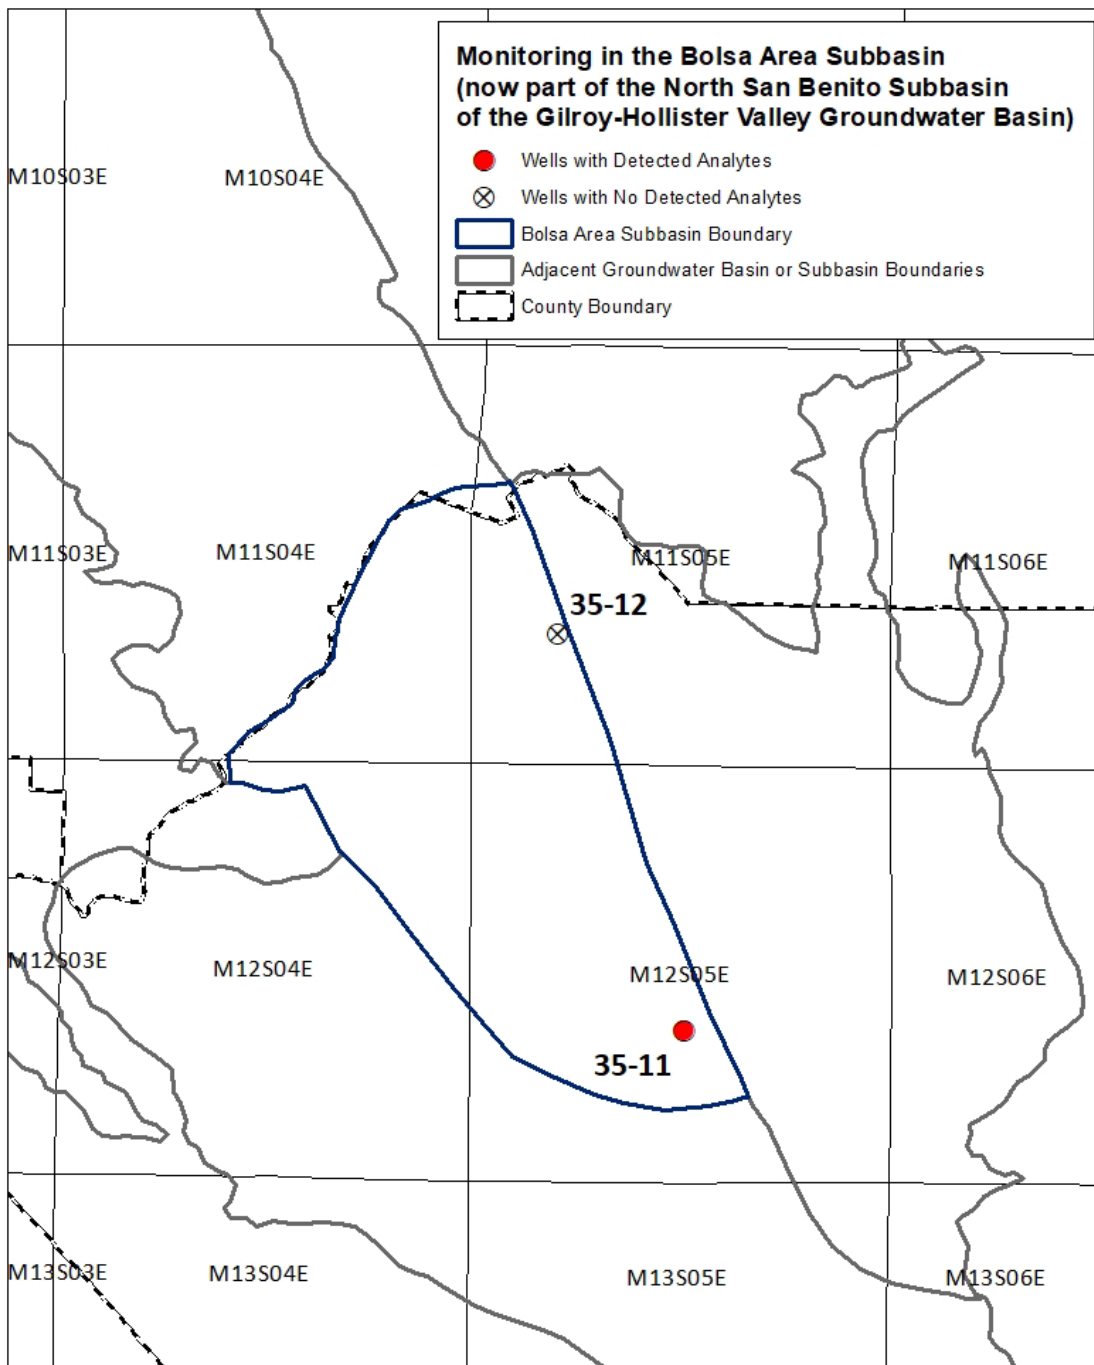 Monitoring in the Bolsa Area Subbasin
(now part of the North San Benito Subbasin
of the Gilroy-Hollister Valley Groundwater Basin)
Wells with Detected Analytes
Wells with No Detected Analytes
Bolsa Area Subbasin Boundary
Adjacent Groundwater Basin or Subbasin Boundaries
County Boundary
M10S03E
M10S04E
M11S03E
M11S04E
M11S05E
M11S06E
35-12
M12S03E
M12S04E
M12S05E
M12S06E
35-11
M13S03E
M13S04E
M13S05E
M13S06E